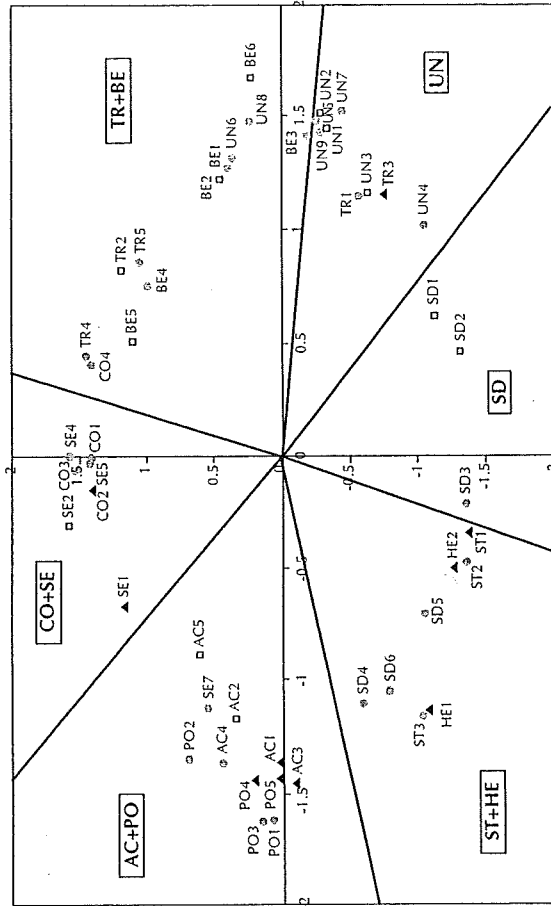 2
CO+SE
SE2
CO3
SE4
1.5
CO2
SE5
CO1
CO4
TR4
TR+BE
AC+PO
SE1
1
BE5
TR2
BE4
TR5
PO2
SE7
AC5
0.5
BE2
BE1
UN6
BE6
UN8
AC4
AC2
PO4
PO3
PO1
PO5
AC1
AC3
2
-1.5
-1
-0.5
0
0.5
1
1.5
2
BE3
UN9
UN1
UN2
UN7
TR1
UN3
TR3
UN4
UN
-0.5
SD4
SD6
SD5
-1
SD1
SD2
ST3
HE1
HE2
ST2
ST1
SD3
-1.5
ST+HE
SD
-2